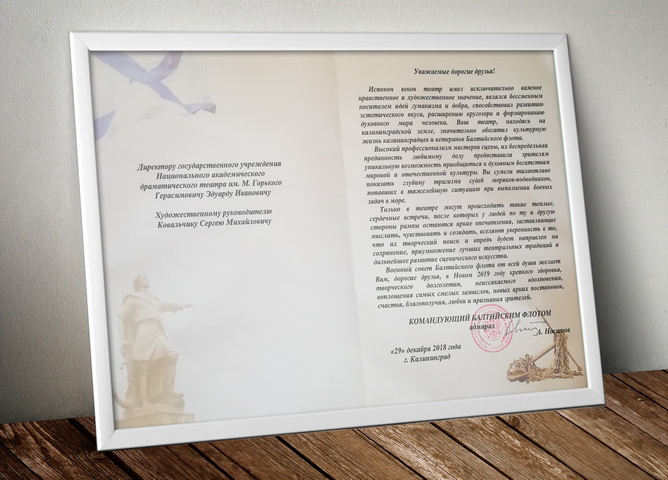 Директору государственного учреждения
Национального академического
драматического театра им. М. Горького
Герасимовичу Эдуарду Ивановичу
Художественному руководителю
Ковальчику Сергею Михайловичу
Уважаемые дорогие друзья!
Испокон веков театр имел исключительно важное
нравственное и художественное значение, являлся бессменным
носителем идей гуманизма и добра, способствовал развитию
эстетического вкуса, расширению кругозора и формированию
духовного мира человека. Ваш театр, находясь на
калининградской земле, значительно обогатил культурную
жизнь калининградцев и ветеранов Балтийского флота.
Высокий профессионализм мастеров сцены, их беспредельная
преданность любимому делу предоставили зрителям
уникальную возможность приобщиться к духовным богатствам
мировой и отечественной культуры. Вы сумели талантливо
показать глубину трагизма судеб моряков-подводников,
попавших в тяжелейшую ситуацию при выполнении боевых
задач в море.
Только в театре могут происходить такие теплые,
сердечные встречи, после которых у людей по ту и другую
стороны рампы остаются яркие впечатления, заставляющие
мыслить, чувствовать и созидать, вселяют уверенность в то,
что их творческий поиск и впредь будет направлен на
сохранение, приумножение лучших театральных традиций и
дальнейшее развитие сценического искусства.
Военный совет Балтийского флота от всей души желает
Вам, дорогие друзья, в Новом 2019 году крепкого здоровья,
творческого долголетия, неиссякаемого вдохновения,
воплощения самых смелых замыслов, новых ярких постановок,
счастья, благополучия, любви и признания зрителей.
КОМАНДУЮЩИЙ БАЛТИЙСКИМ ФЛОТОМ
адмирал
А. Носатов
«29» декабря 2018 года
г. Калининград